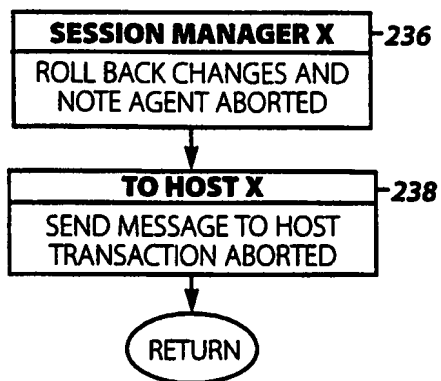 SESSION MANAGER X
236
ROLL BACK CHANGES AND
NOTE AGENT ABORTED
TO HOST X
238
SEND MESSAGE TO HOST
TRANSACTION ABORTED
RETURN